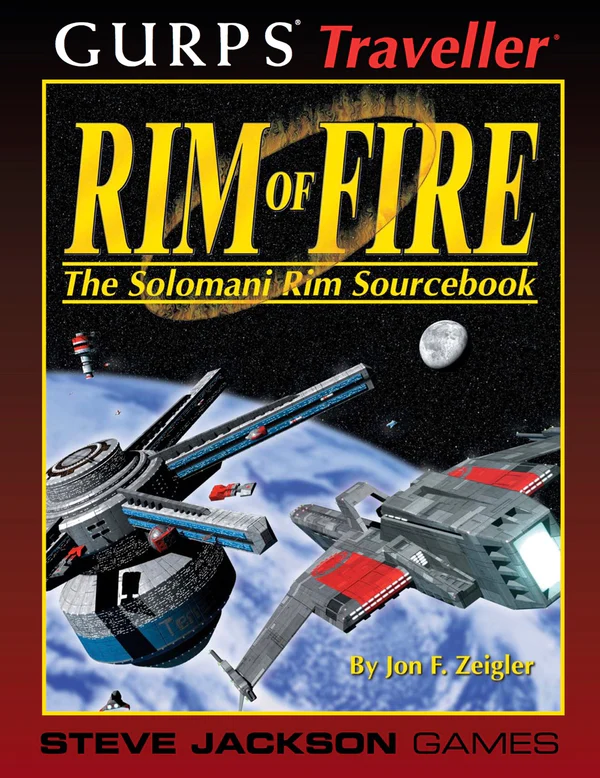 GURPS® Traveller®
RIM OF FIRE
The Solomani Rim Sourcebook
By Jon F. Zeigler
STEVE JACKSON GAMES